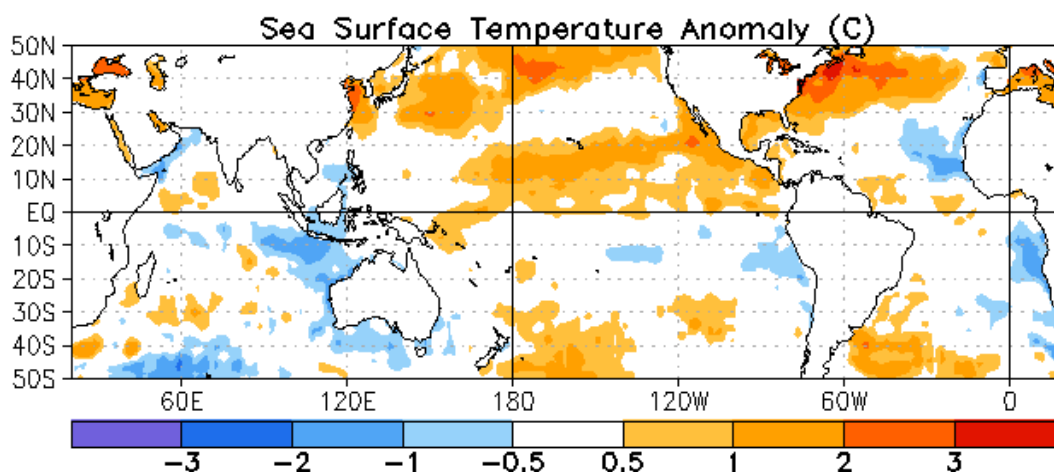 Sea Surface Temperature Anomaly (C)
50N
40N
30N
20N
10N
EQ
10S
20S
30S
40S
50S
60E 120E 180 120W 60W 0
-3 -2 -1 -0.5 0.5 1 2 3